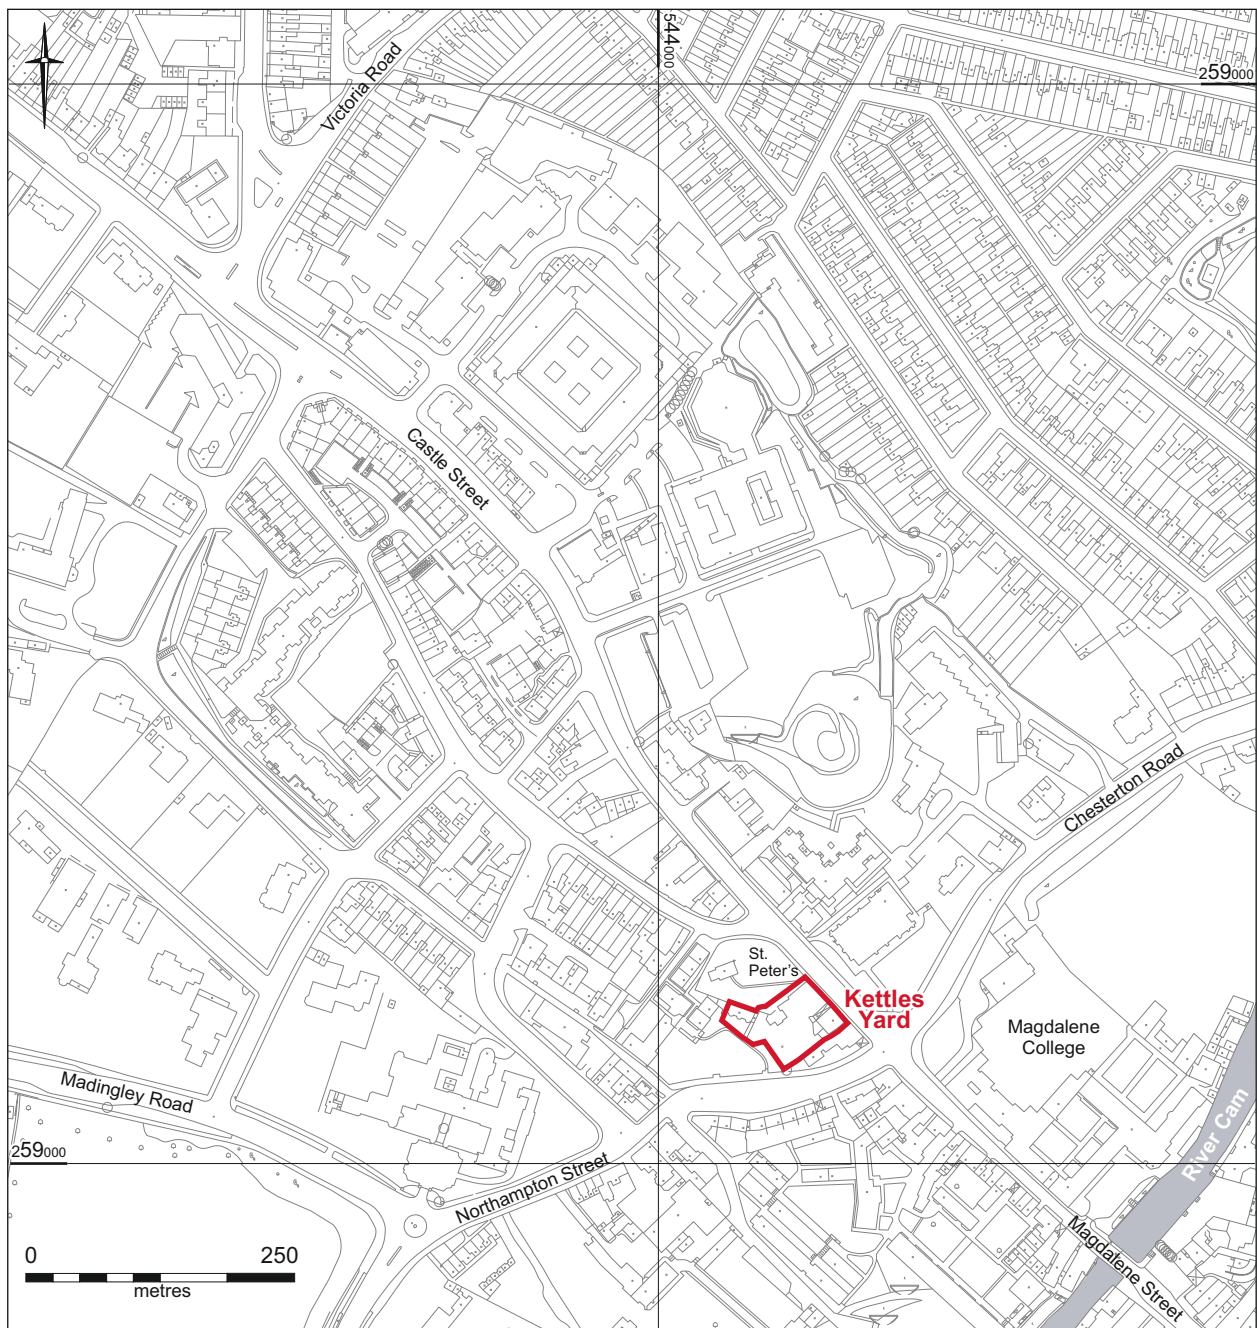 544000
259000
Victoria Road
Castle Street
Chesterton Road
St.
Peter's
Kettles
Yard
Magdalene
College
Madingley Road
River Cam
259000
Northampton Street
Magdalene Street
0 250
metres